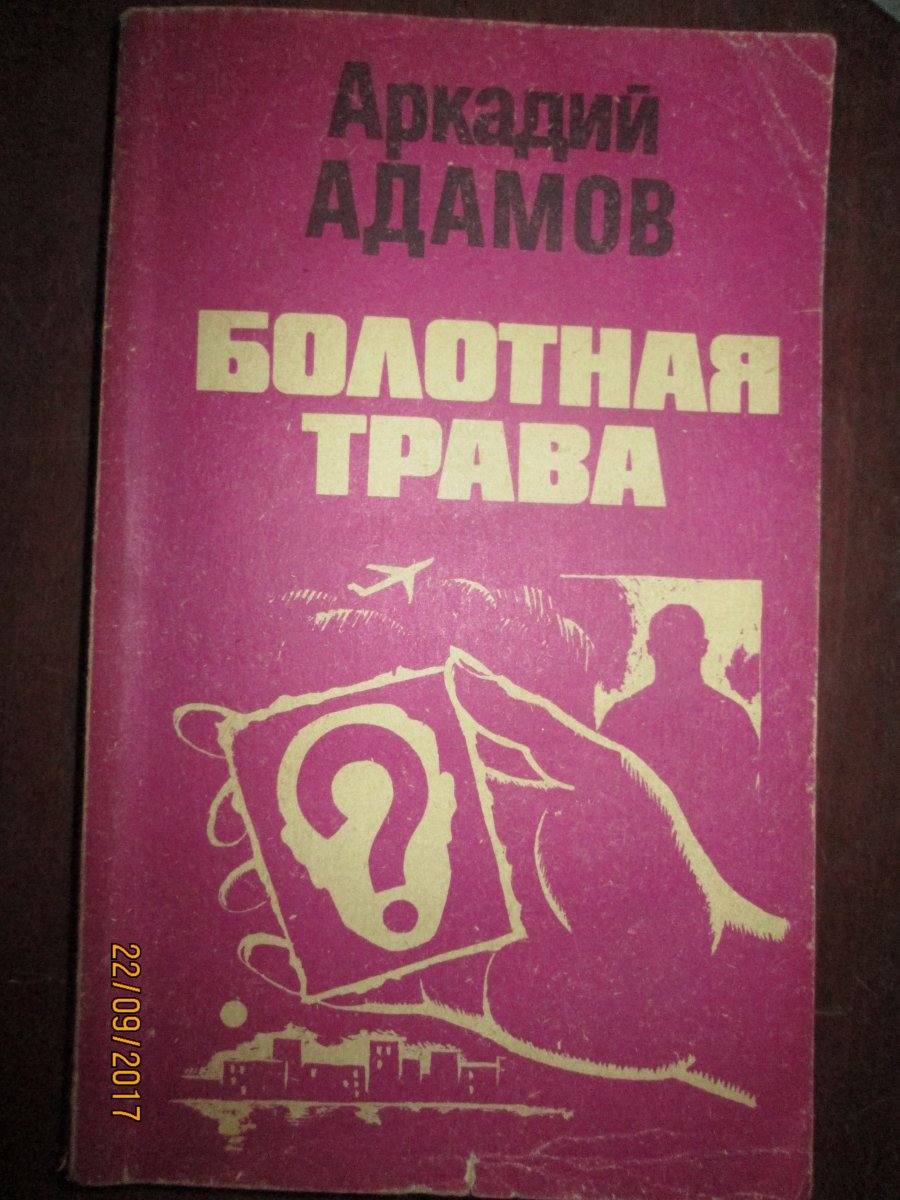 Аркадий
АДАМОВ
БОЛОТНАЯ
ТРАВА
?
22/09/2017